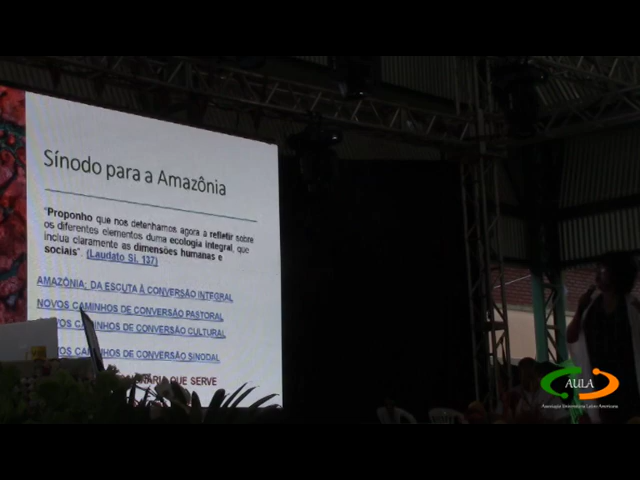 Sínodo para a Amazônia
"Proponho que nos detenhamos agora a refletir sobre
os diferentes elementos duma ecologia integral, que
inclua claramente as dimensões humanas e
sociais". (Laudato Si, 137)
AMAZÔNIA: DA ESCUTA À CONVERSÃO INTEGRAL
NOVOS CAMINHOS DE CONVERSÃO PASTORAL
CAMINHOS DE CONVERSÃO CULTURAL
CAMINHOS DE CONVERSÃO SINODAL
QUE SERVE
AULA